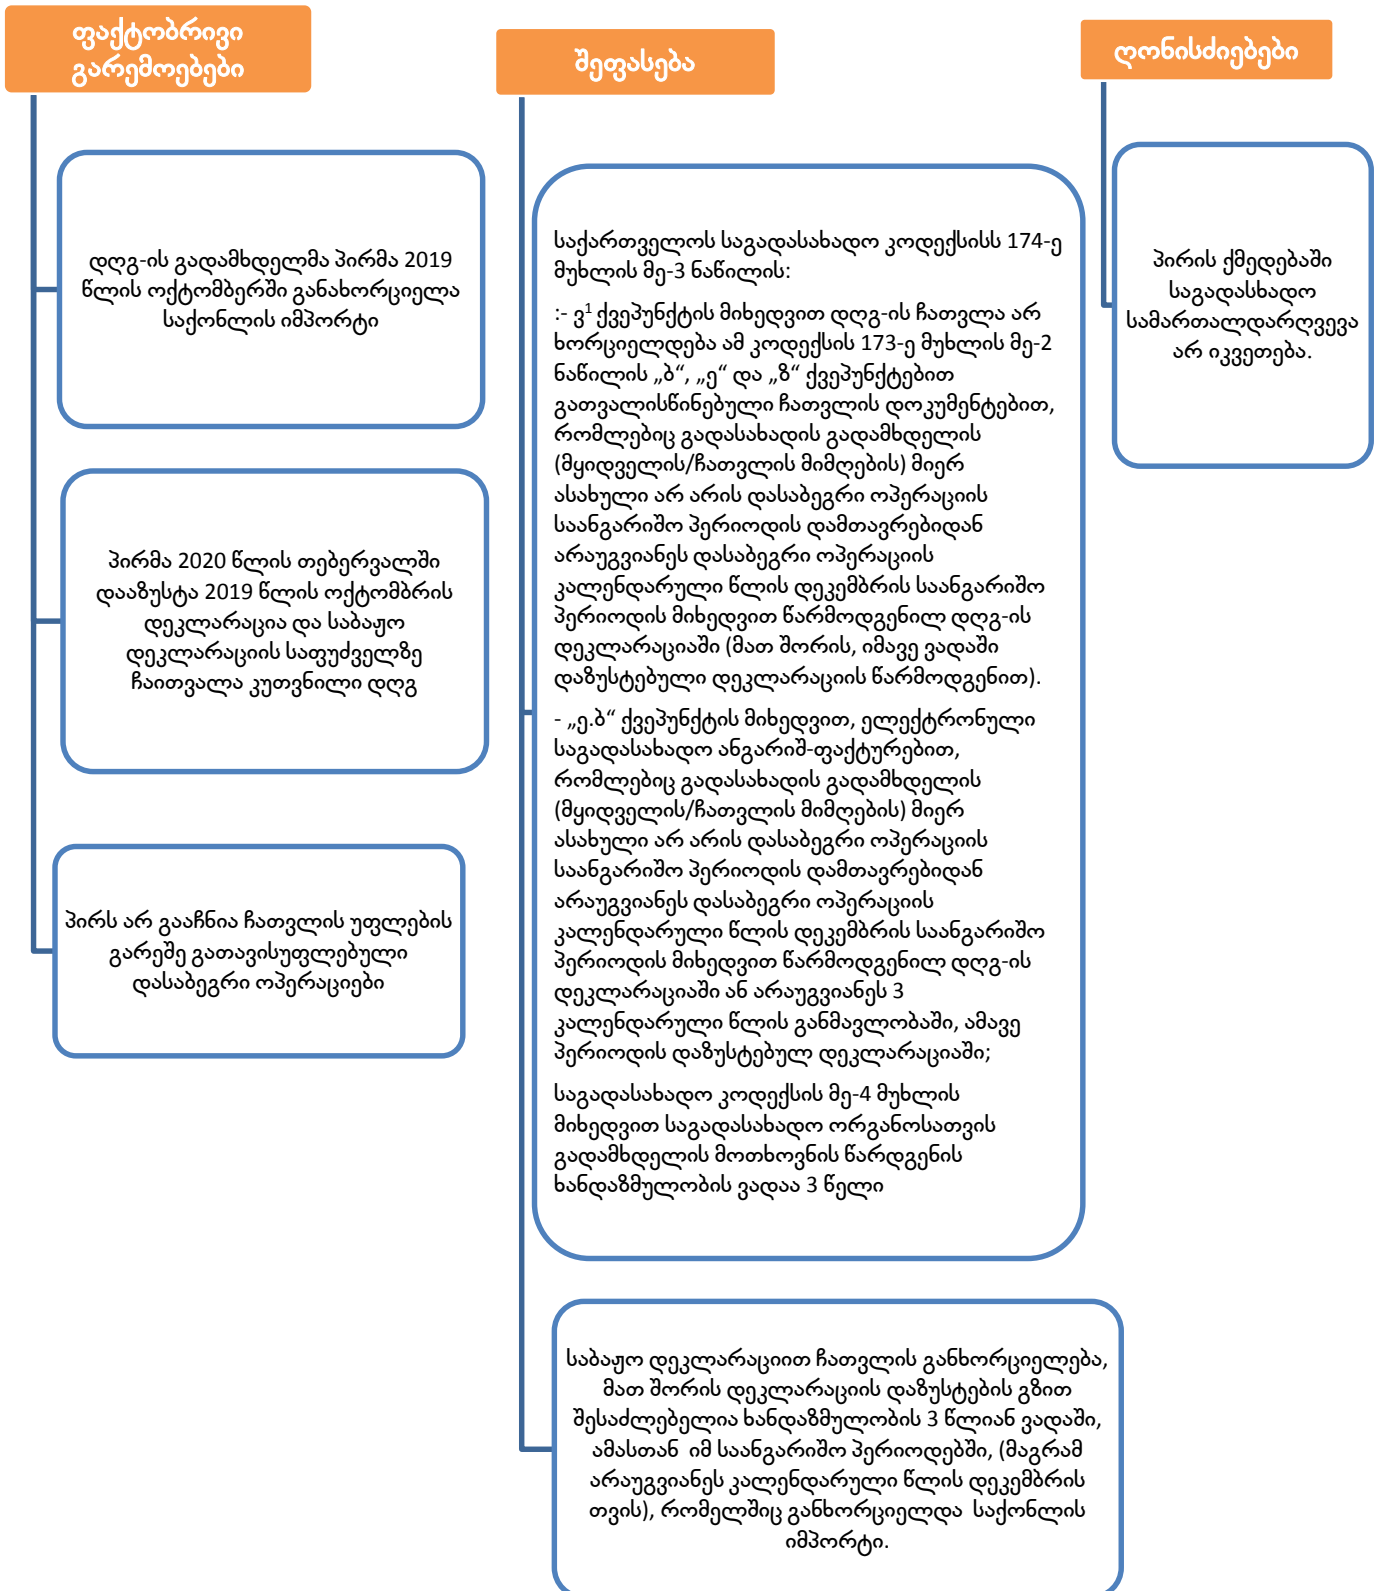 ფაქტობრივი
გარემოებები
დღგ-ის გადამხდელმა პირმა 2019
წლის ოქტომბერში განახორციელა
საქონლის იმპორტი
პირმა 2020 წლის თებერვალში
დააზუსტა 2019 წლის ოქტომბრის
დეკლარაცია და საბაჟო
დეკლარაციის საფუძველზე
ჩაითვალა კუთვნილი დღგ
პირს არ გააჩნია ჩათვლის უფლების
გარეშე გათავისუფლებული
დასაბეგრი ოპერაციები
შეფასება
საქართველოს საგადასახადო კოდექსისს 174-ე
მუხლის მე-3 ნაწილის:
:- ვ¹ ქვეპუნქტის მიხედვით დღგ-ის ჩათვლა არ
ხორციელდება ამ კოდექსის 173-ე მუხლის მე-2
ნაწილის „ბ“, „ე“ და „ზ“ ქვეპუნქტებით
გათვალისწინებული ჩათვლის დოკუმენტებით,
რომლებიც გადასახადის გადამხდელის
(მყიდველის/ჩათვლის მიმღების) მიერ
ასახული არ არის დასაბეგრი ოპერაციის
საანგარიშო პერიოდის დამთავრებიდან
არაუგვიანეს დასაბეგრი ოპერაციის
კალენდარული წლის დეკემბრის საანგარიშო
პერიოდის მიხედვით წარმოდგენილ დღგ-ის
დეკლარაციაში (მათ შორის, იმავე ვადაში
დაზუსტებული დეკლარაციის წარმოდგენით).
- „ე.ბ“ ქვეპუნქტის მიხედვით, ელექტრონული
საგადასახადო ანგარიშ-ფაქტურებით,
რომლებიც გადასახადის გადამხდელის
(მყიდველის/ჩათვლის მიმღების) მიერ
ასახული არ არის დასაბეგრი ოპერაციის
საანგარიშო პერიოდის დამთავრებიდან
არაუგვიანეს დასაბეგრი ოპერაციის
კალენდარული წლის დეკემბრის საანგარიშო
პერიოდის მიხედვით წარმოდგენილ დღგ-ის
დეკლარაციაში ან არაუგვიანეს 3
კალენდარული წლის განმავლობაში, ამავე
პერიოდის დაზუსტებულ დეკლარაციაში;
საგადასახადო კოდექსის მე-4 მუხლის
მიხედვით საგადასახადო ორგანოსათვის
გადამხდელის მოთხოვნის წარდგენის
ხანდაზმულობის ვადაა 3 წელი
საბაჟო დეკლარაციით ჩათვლის განხორციელება,
მათ შორის დეკლარაციის დაზუსტების გზით
შესაძლებელია ხანდაზმულობის 3 წლიან ვადაში,
ამასთან იმ საანგარიშო პერიოდებში, (მაგრამ
არაუგვიანეს კალენდარული წლის დეკემბრის
თვის), რომელშიც განხორციელდა საქონლის
იმპორტი.
ღონისძიებები
პირის ქმედებაში
საგადასხადო
სამართალდარღვევა
არ იკვეთება.